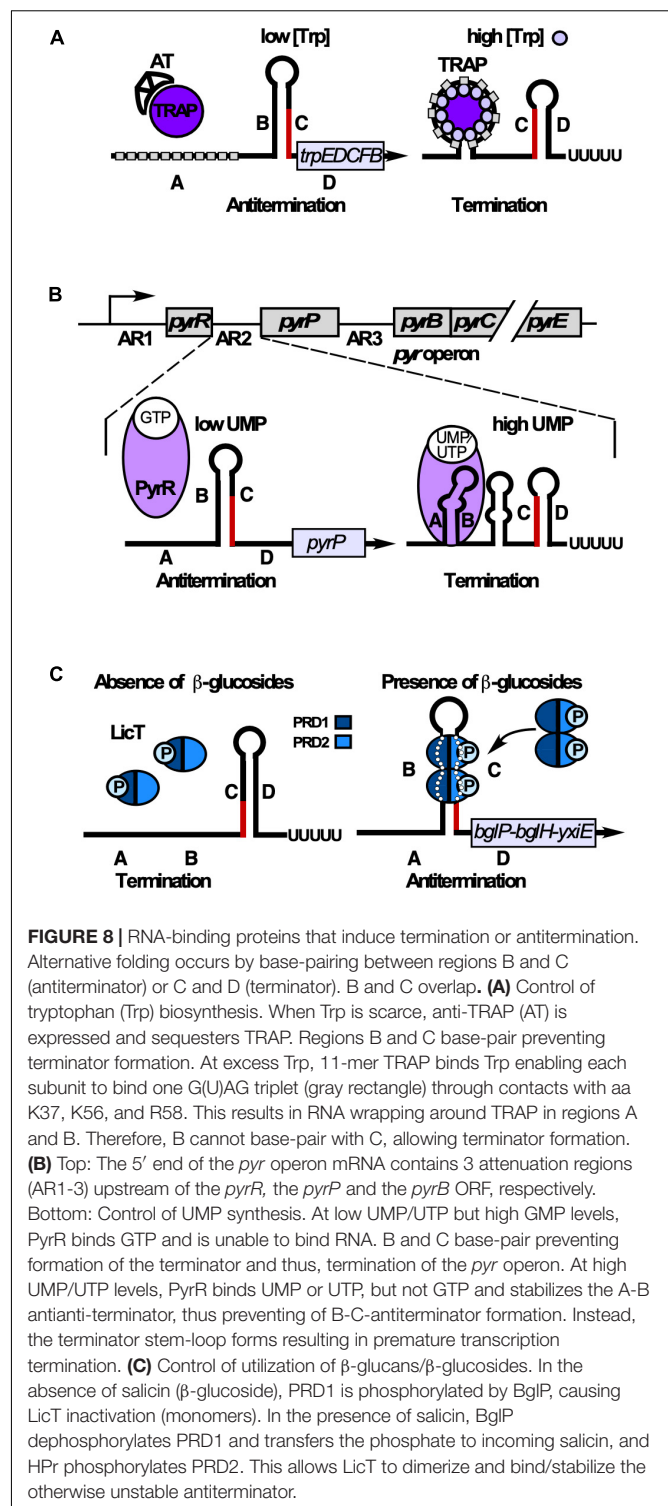 A
low [Trp]
high [Trp]
AT
TRAP
TRAP
B
C
C
D
trpEDCFB
UUUUU
A
D
Antitermination
Termination
B
pyrR
pyrP
pyrB
pyrC
pyrE
AR1
AR2
AR3
pyr operon
GTP
low UMP
UMP/
UTP
high UMP
PyrR
B
C
A
B
C
D
pyrP
UUUUU
A
D
Antitermination
Termination
C
Absence of β-glucosides
Presence of β-glucosides
LicT
PRD1
PRD2
P
P
P
P
P
P
C
D
B
C
UUUUU
bglP-bglH-yxiE
A
B
A
D
Termination
Antitermination
FIGURE 8 | RNA-binding proteins that induce termination or antitermination.
Alternative folding occurs by base-pairing between regions B and C
(antiterminator) or C and D (terminator). B and C overlap. (A) Control of
tryptophan (Trp) biosynthesis. When Trp is scarce, anti-TRAP (AT) is
expressed and sequesters TRAP. Regions B and C base-pair preventing
terminator formation. At excess Trp, 11-mer TRAP binds Trp enabling each
subunit to bind one G(U)AG triplet (gray rectangle) through contacts with aa
K37, K56, and R58. This results in RNA wrapping around TRAP in regions A
and B. Therefore, B cannot base-pair with C, allowing terminator formation.
(B) Top: The 5′ end of the pyr operon mRNA contains 3 attenuation regions
(AR1-3) upstream of the pyrR, the pyrP and the pyrB ORF, respectively.
Bottom: Control of UMP synthesis. At low UMP/UTP but high GMP levels,
PyrR binds GTP and is unable to bind RNA. B and C base-pair preventing
formation of the terminator and thus, termination of the pyr operon. At high
UMP/UTP levels, PyrR binds UMP or UTP, but not GTP and stabilizes the A-B
antianti-terminator, thus preventing of B-C-antiterminator formation. Instead,
the terminator stem-loop forms resulting in premature transcription
termination. (C) Control of utilization of β-glucans/β-glucosides. In the
absence of salicin (β-glucoside), PRD1 is phosphorylated by BglP, causing
LicT inactivation (monomers). In the presence of salicin, BglP
dephosphorylates PRD1 and transfers the phosphate to incoming salicin, and
HPr phosphorylates PRD2. This allows LicT to dimerize and bind/stabilize the
otherwise unstable antiterminator.